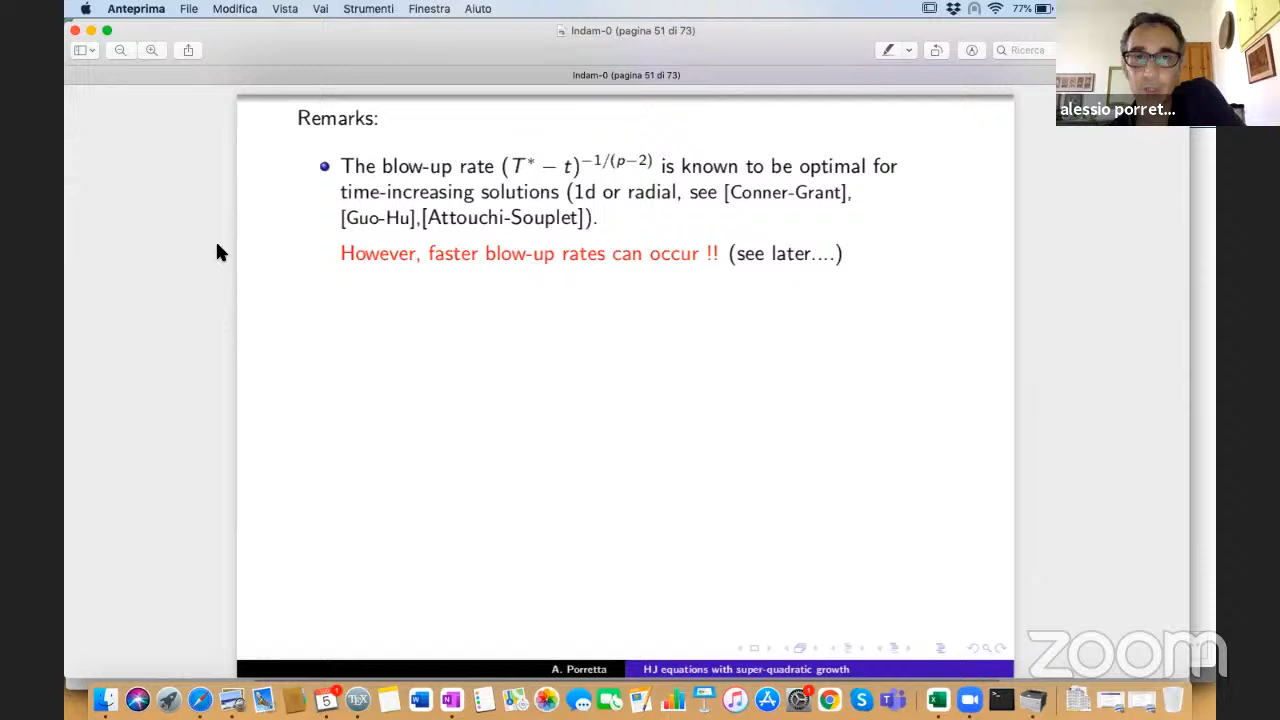 Anteprima File Modifica Vista Vai Strumenti Finestra Aiuto 77%
Indam-0 (pagina 51 di 73)
Ricerca
Indam-0 (pagina 51 di 73)
alessio porret...
Remarks:
The blow-up rate (T* − t)^{−1/(p−2)} is known to be optimal for
time-increasing solutions (1d or radial, see [Conner-Grant],
[Guo-Hu],[Attouchi-Souplet]).
However, faster blow-up rates can occur !! (see later....)
A. Porretta HJ equations with super-quadratic growth
zoom